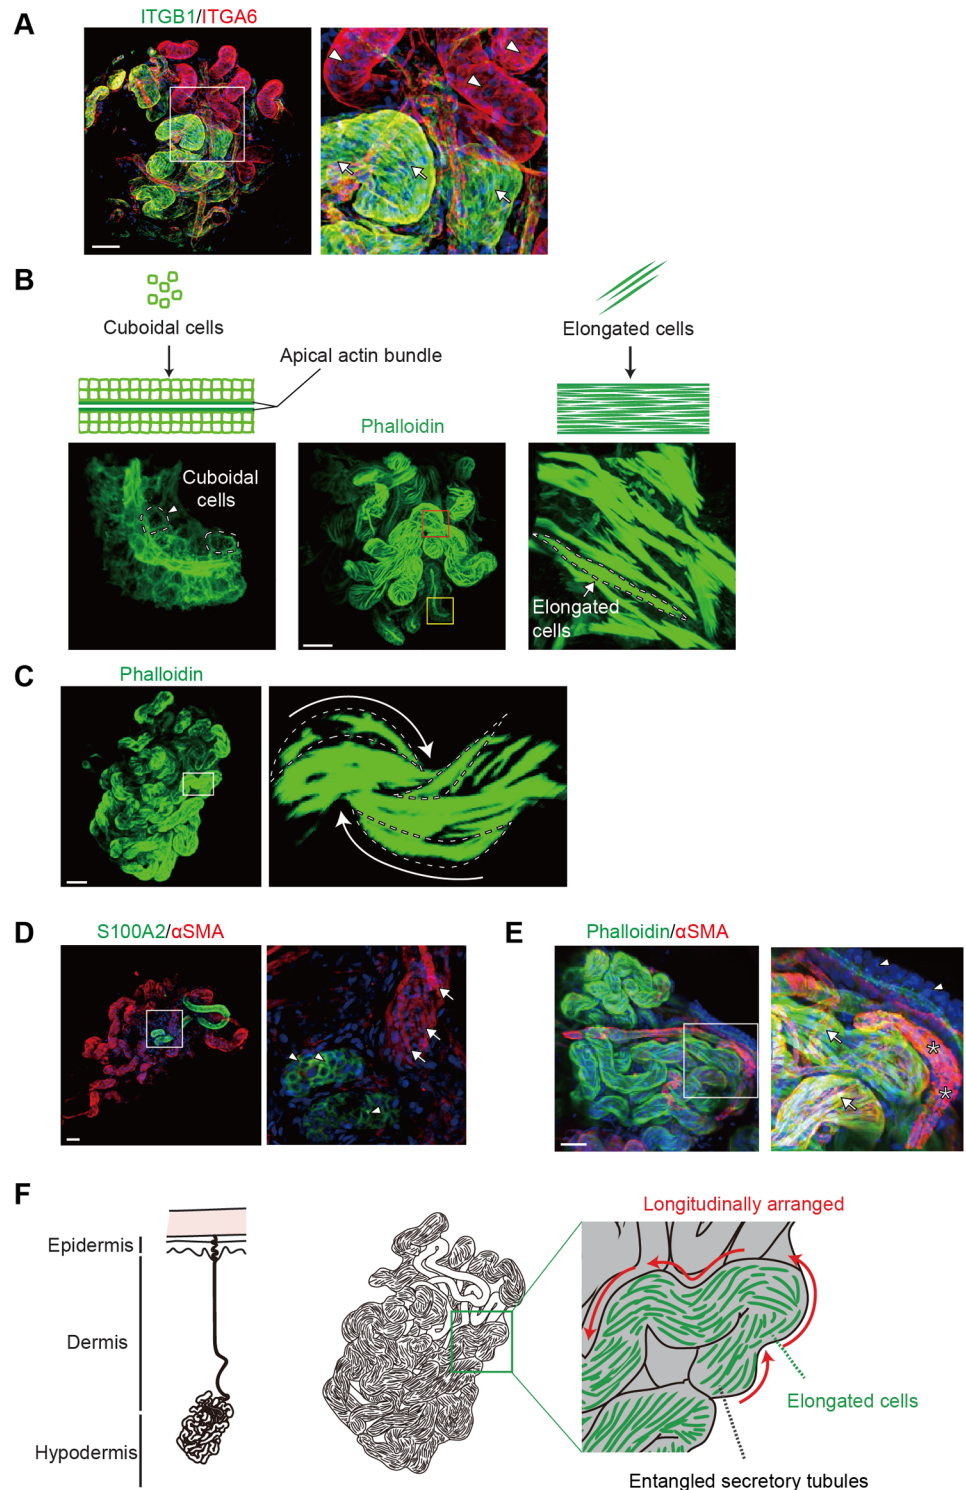 A
ITGB1/ITGA6
B
Cuboidal cells
Elongated cells
Apical actin bundle
Phalloidin
Cuboidal
cells
Elongated
cells
C
Phalloidin
D
S100A2/αSMA
E
Phalloidin/αSMA
*
*
F
Longitudinally arranged
Epidermis
Dermis
Hypodermis
Elongated cells
Entangled secretory tubules